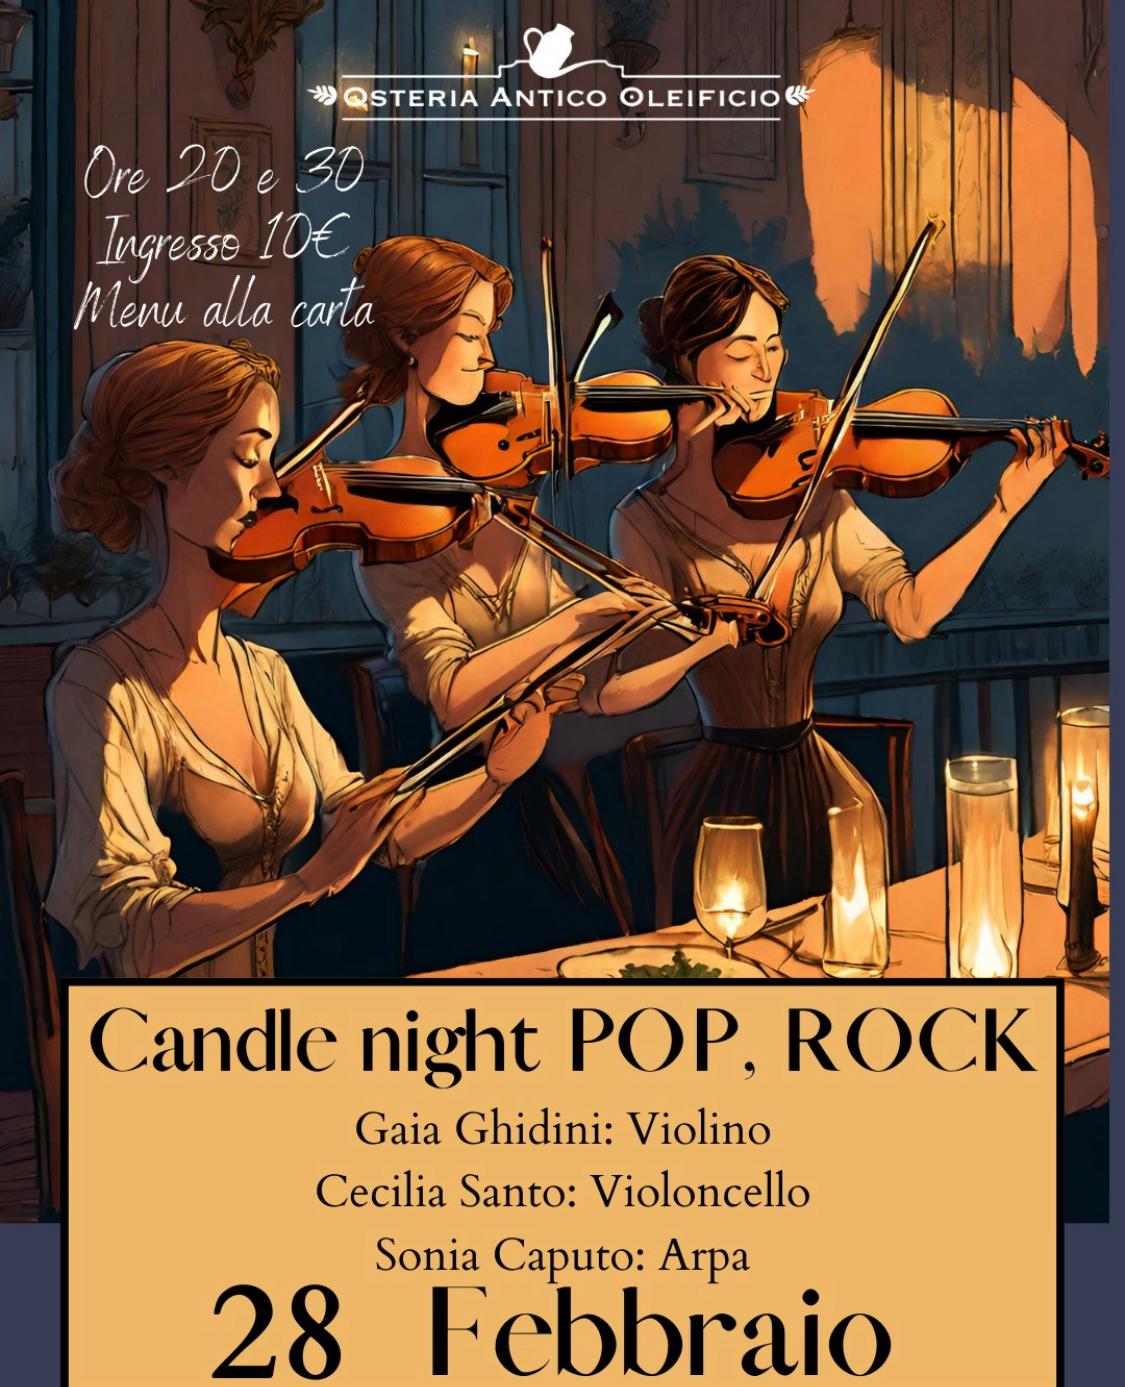 Osteria Antico Oleificio
Ore 20 e 30
Ingresso 10€
Menu alla carta
Candle night POP, ROCK
Gaia Ghidini: Violino
Cecilia Santo: Violoncello
Sonia Caputo: Arpa
28 Febbraio